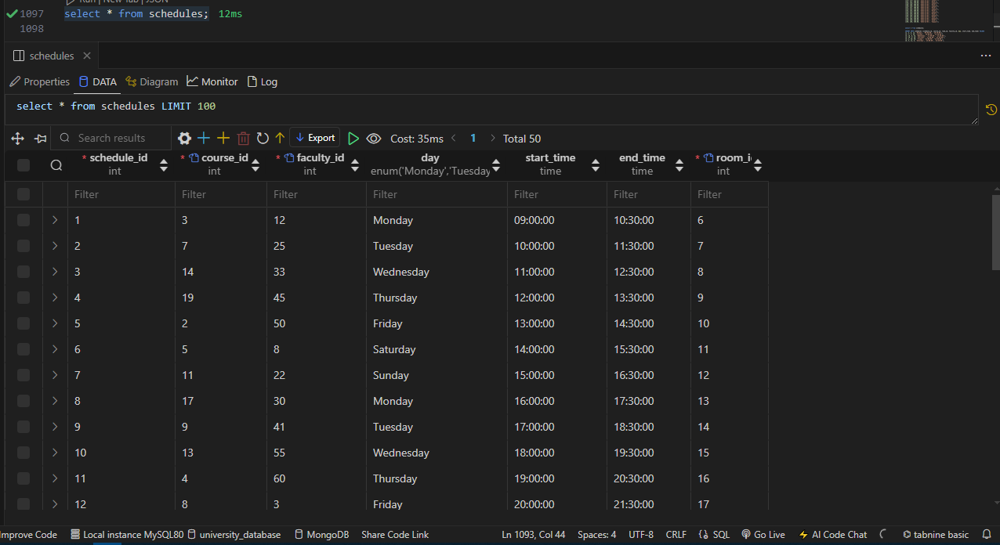 Run | New Tab | JSON
1097 select * from schedules; 12ms
1098
schedules
Properties DATA Diagram Monitor Log
select * from schedules LIMIT 100
Search results Export Cost: 35ms 1 Total 50
* schedule_id * course_id * faculty_id day start_time end_time * room_i
int int int enum('Monday','Tuesday time time int
Filter Filter Filter Filter Filter Filter Filter
1 3 12 Monday 09:00:00 10:30:00 6
2 7 25 Tuesday 10:00:00 11:30:00 7
3 14 33 Wednesday 11:00:00 12:30:00 8
4 19 45 Thursday 12:00:00 13:30:00 9
5 2 50 Friday 13:00:00 14:30:00 10
6 5 8 Saturday 14:00:00 15:30:00 11
7 11 22 Sunday 15:00:00 16:30:00 12
8 17 30 Monday 16:00:00 17:30:00 13
9 9 41 Tuesday 17:00:00 18:30:00 14
10 13 55 Wednesday 18:00:00 19:30:00 15
11 4 60 Thursday 19:00:00 20:30:00 16
12 8 3 Friday 20:00:00 21:30:00 17
mprove Code Local instance MySQL80 university_database MongoDB Share Code Link Ln 1093, Col 44 Spaces: 4 UTF-8 CRLF SQL Go Live AI Code Chat tabnine basic